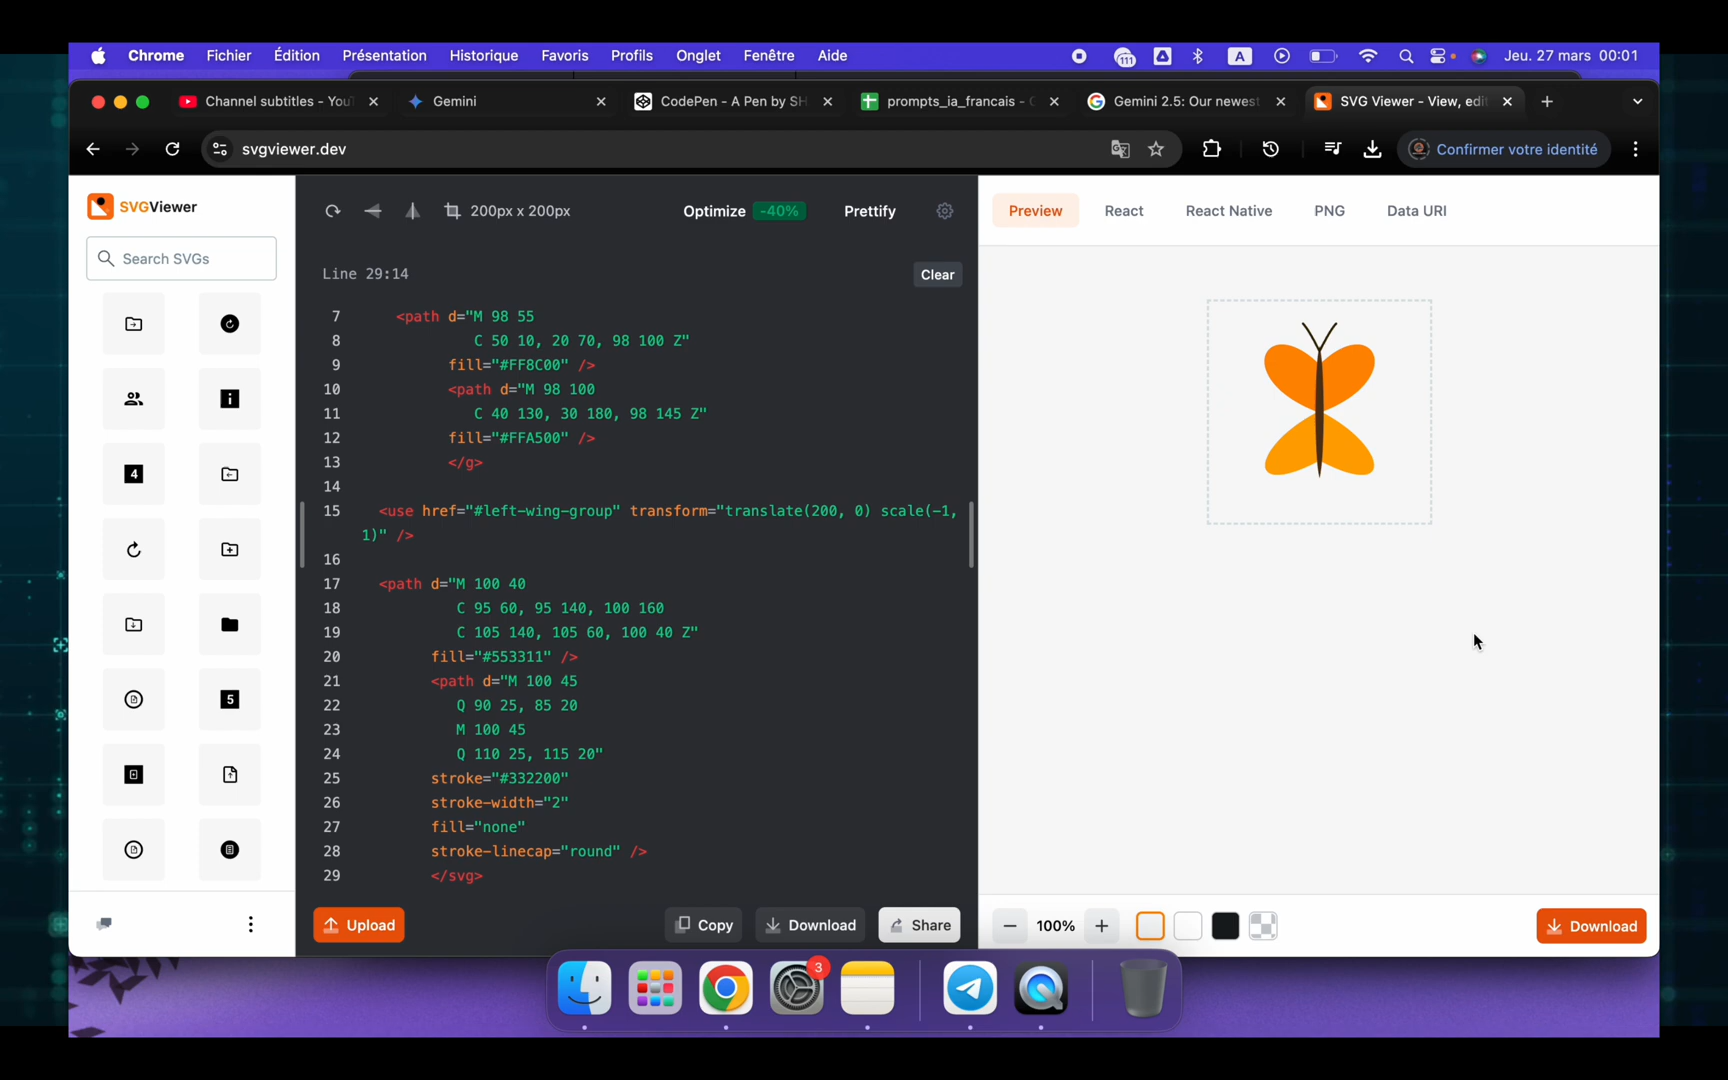 Chrome Fichier Édition Présentation Historique Favoris Profils Onglet Fenêtre Aide 111 A Jeu. 27 mars 00:01
Channel subtitles - You Gemini CodePen - A Pen by SH prompts_ia_francais - Gemini 2.5: Our newest SVG Viewer - View, edit
svgviewer.dev Confirmer votre identité
SVGViewer
Search SVGs
4
5
200px x 200px Optimize -40% Prettify
Line 29:14 Clear
7 <path d="M 98 55
8 C 50 10, 20 70, 98 100 Z"
9 fill="#FF8C00" />
10 <path d="M 98 100
11 C 40 130, 30 180, 98 145 Z"
12 fill="#FFA500" />
13 </g>
14
15 <use href="#left-wing-group" transform="translate(200, 0) scale(-1,
1)" />
16
17 <path d="M 100 40
18 C 95 60, 95 140, 100 160
19 C 105 140, 105 60, 100 40 Z"
20 fill="#553311" />
21 <path d="M 100 45
22 Q 90 25, 85 20
23 M 100 45
24 Q 110 25, 115 20"
25 stroke="#332200"
26 stroke-width="2"
27 fill="none"
28 stroke-linecap="round" />
29 </svg>
Upload Copy Download Share
Preview React React Native PNG Data URI
100% Download
3